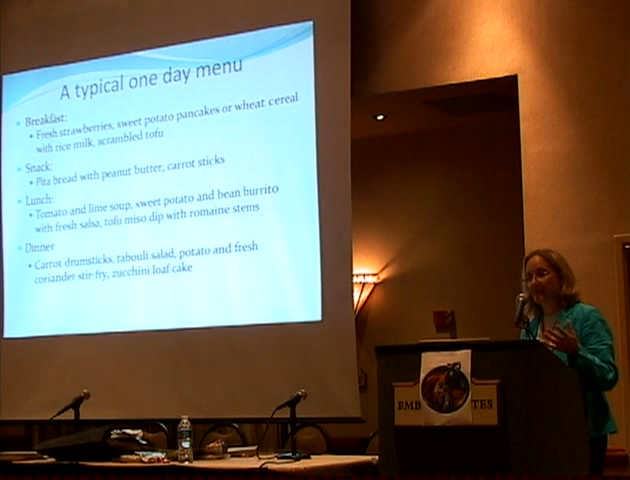 A typical one day menu
Breakfast:
Fresh strawberries, sweet potato pancakes or wheat cereal
with rice milk, scrambled tofu
Snack:
Pita bread with peanut butter, carrot sticks
Lunch:
Tomato and lime soup, sweet potato and bean burrito
with fresh salsa, tofu miso dip with romaine stems
Dinner
Carrot drumsticks, tabouli salad, potato and fresh
coriander stir-fry, zucchini loaf cake